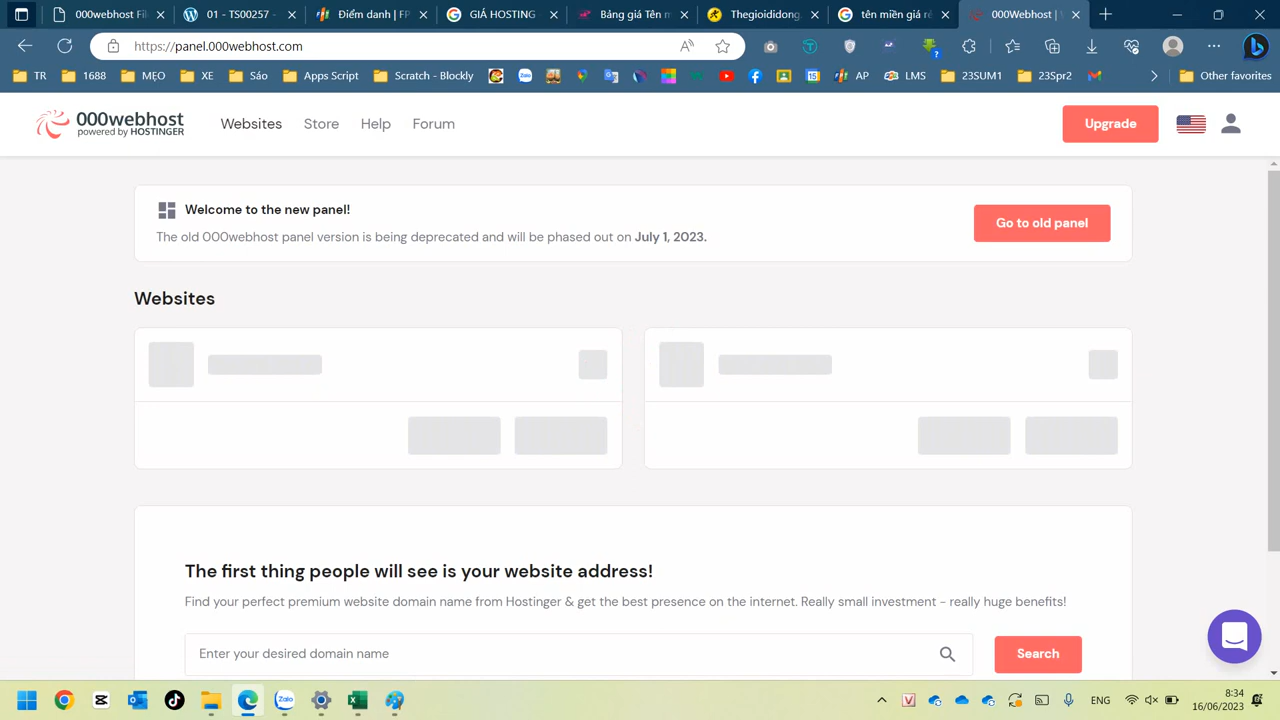 000webhost File
01 - TS00257 -
Điểm danh | FP
GIÁ HOSTING
Bảng giá Tên m
Thegioididong.
tên miền giá rẻ
000Webhost |
https://panel.000webhost.com
TR
1688
MẸO
XE
Sáo
Apps Script
Scratch - Blockly
AP
LMS
23SUM1
23Spr2
Other favorites
000webhost
powered by HOSTINGER
Websites
Store
Help
Forum
Upgrade
Welcome to the new panel!
The old 000webhost panel version is being deprecated and will be phased out on July 1, 2023.
Go to old panel
Websites
The first thing people will see is your website address!
Find your perfect premium website domain name from Hostinger & get the best presence on the internet. Really small investment - really huge benefits!
Enter your desired domain name
Search
ENG
8:34
16/06/2023